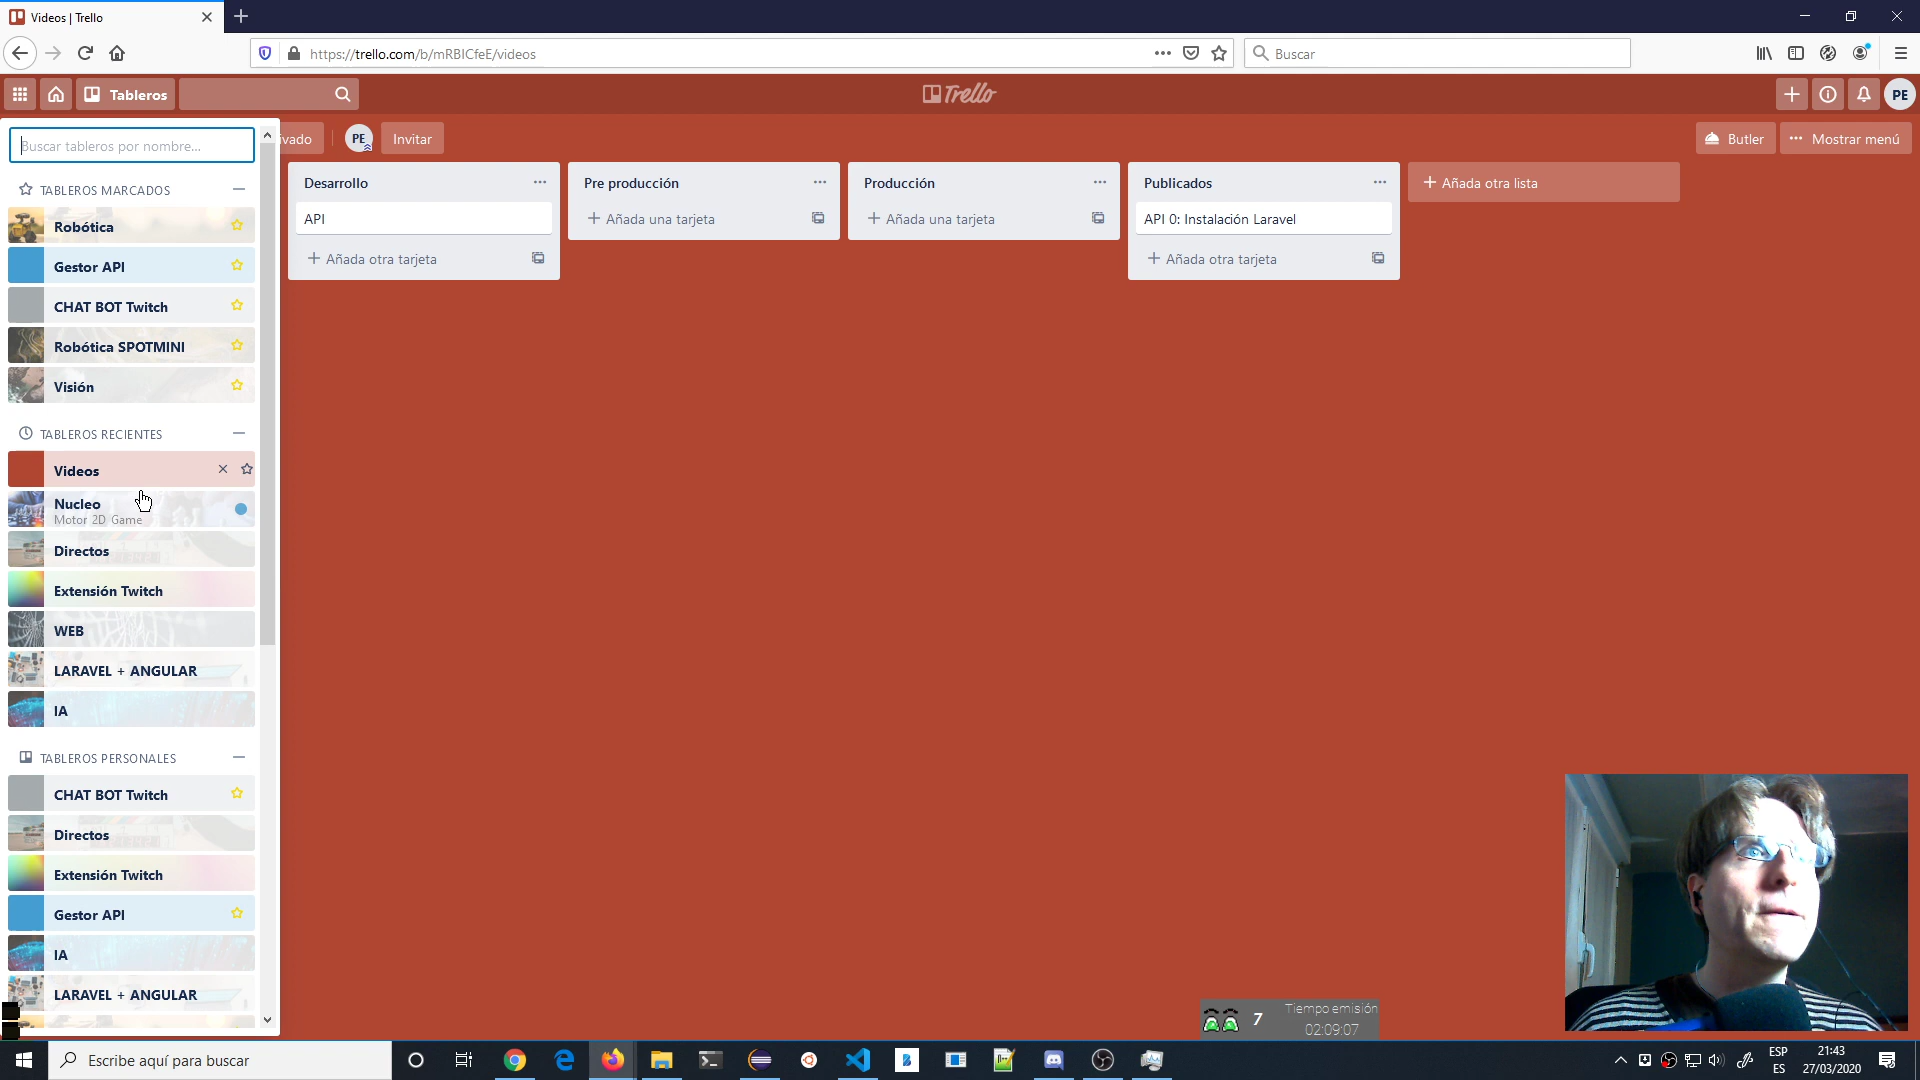 Videos | Trello
https://trello.com/b/mRBICfeE/videos
Buscar
Tableros
Trello
PE
Buscar tableros por nombre...
ivado
PE
Invitar
Butler
Mostrar menú
TABLEROS MARCADOS
Robótica
Gestor API
CHAT BOT Twitch
Robótica SPOTMINI
Visión
TABLEROS RECIENTES
Videos
Nucleo
Motor 2D Game
Directos
Extensión Twitch
WEB
LARAVEL + ANGULAR
IA
TABLEROS PERSONALES
CHAT BOT Twitch
Directos
Extensión Twitch
Gestor API
IA
LARAVEL + ANGULAR
Desarrollo
API
Añada otra tarjeta
Pre producción
Añada una tarjeta
Producción
Añada una tarjeta
Publicados
API 0: Instalación Laravel
Añada otra tarjeta
Añada otra lista
7
Tiempo emisión
02:09:07
Escribe aquí para buscar
ESP
ES
21:43
27/03/2020